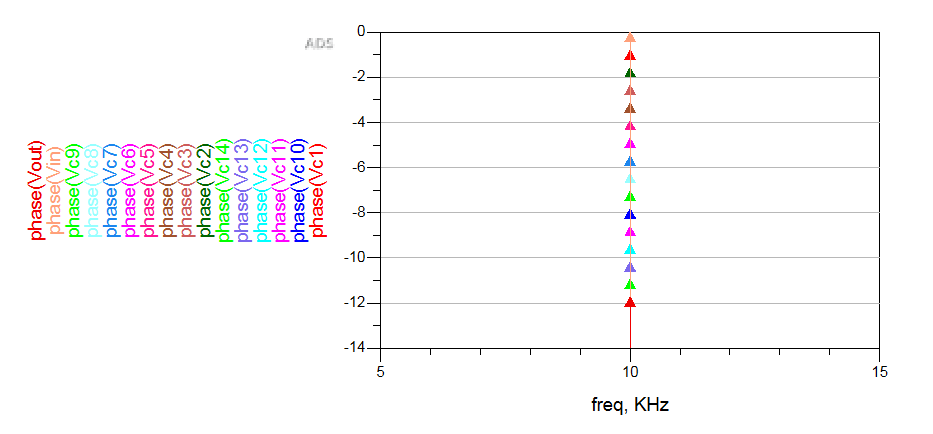 ADS
phase(Vout)
phase(Vin)
phase(Vc9)
phase(Vc8)
phase(Vc7)
phase(Vc6)
phase(Vc5)
phase(Vc4)
phase(Vc3)
phase(Vc2)
phase(Vc14)
phase(Vc13)
phase(Vc12)
phase(Vc11)
phase(Vc10)
phase(Vc1)
0
-2
-4
-6
-8
-10
-12
-14
5 10 15
freq, KHz